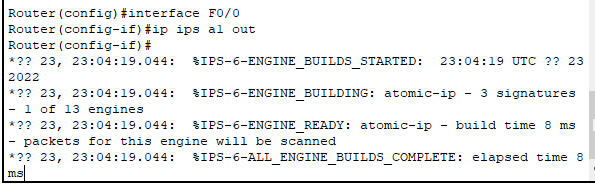 Router(config)#interface F0/0
Router(config-if)#ip ips a1 out
Router(config-if)#
*?? 23, 23:04:19.044:  %IPS-6-ENGINE_BUILDS_STARTED:  23:04:19 UTC ?? 23
2022
*?? 23, 23:04:19.044:  %IPS-6-ENGINE_BUILDING: atomic-ip - 3 signatures
- 1 of 13 engines
*?? 23, 23:04:19.044:  %IPS-6-ENGINE_READY: atomic-ip - build time 8 ms
- packets for this engine will be scanned
*?? 23, 23:04:19.044:  %IPS-6-ALL_ENGINE_BUILDS_COMPLETE: elapsed time 8
ms